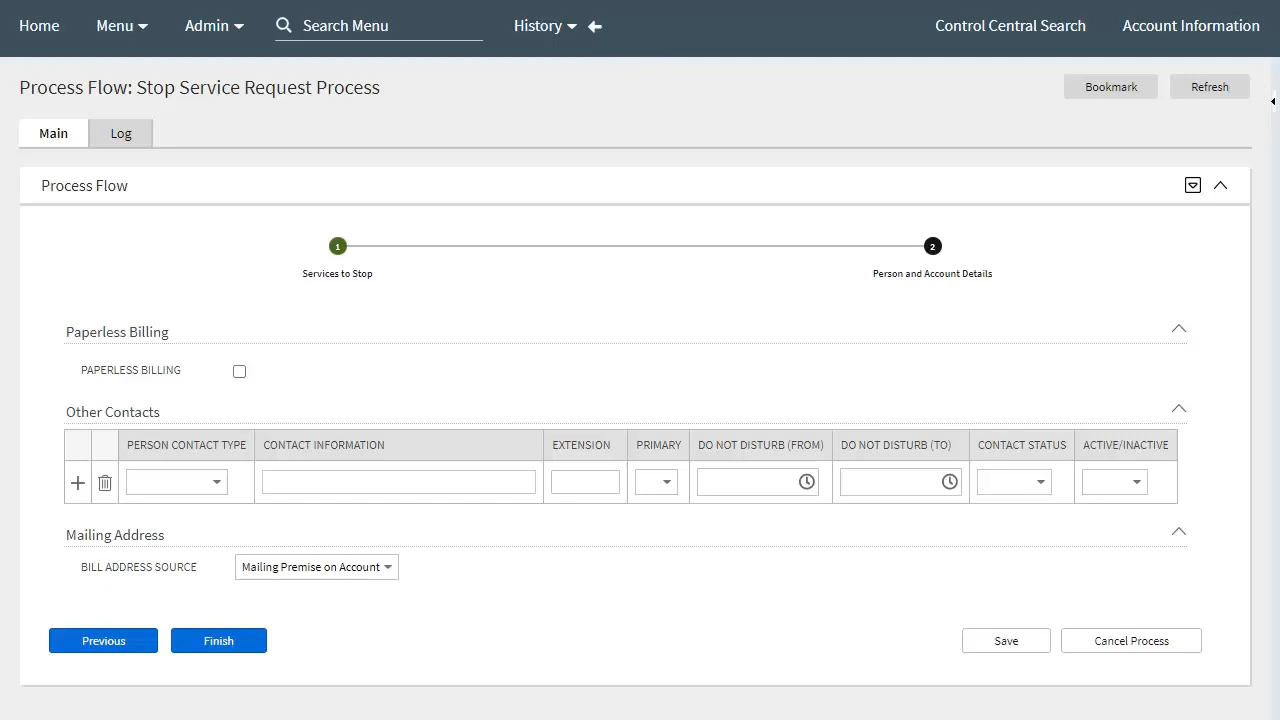 Home Menu Admin Search Menu History Control Central Search Account Information
Process Flow: Stop Service Request Process Bookmark Refresh
Main Log
Process Flow
1 2
Services to Stop Person and Account Details
Paperless Billing
PAPERLESS BILLING
Other Contacts
PERSON CONTACT TYPE CONTACT INFORMATION EXTENSION PRIMARY DO NOT DISTURB (FROM) DO NOT DISTURB (TO) CONTACT STATUS ACTIVE/INACTIVE
Mailing Address
BILL ADDRESS SOURCE Mailing Premise on Account
Previous Finish Save Cancel Process